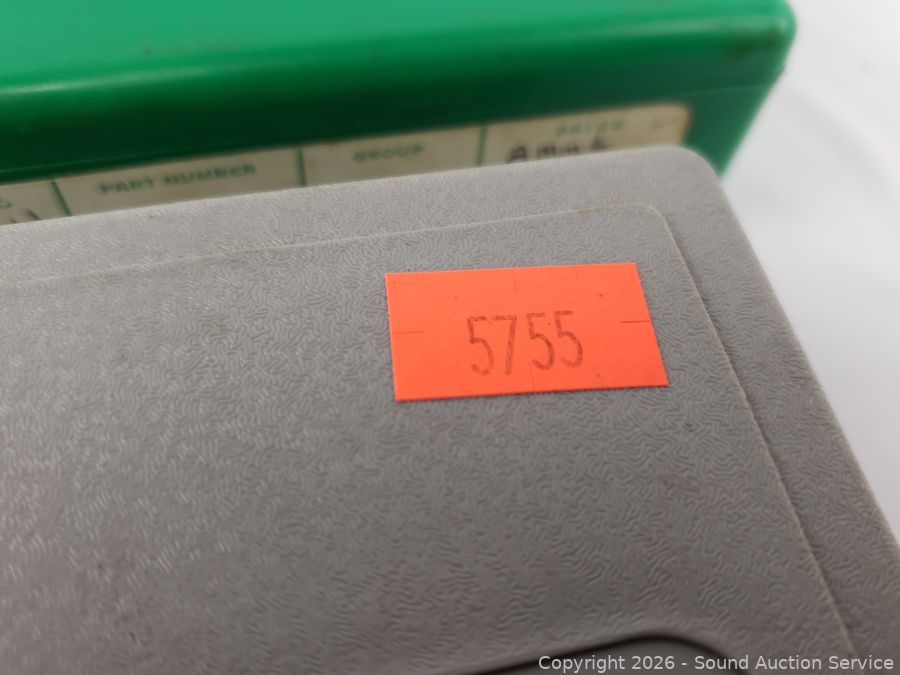 PART NUMBER
GROUP
PRICE
5755
Copyright 2026 - Sound Auction Service